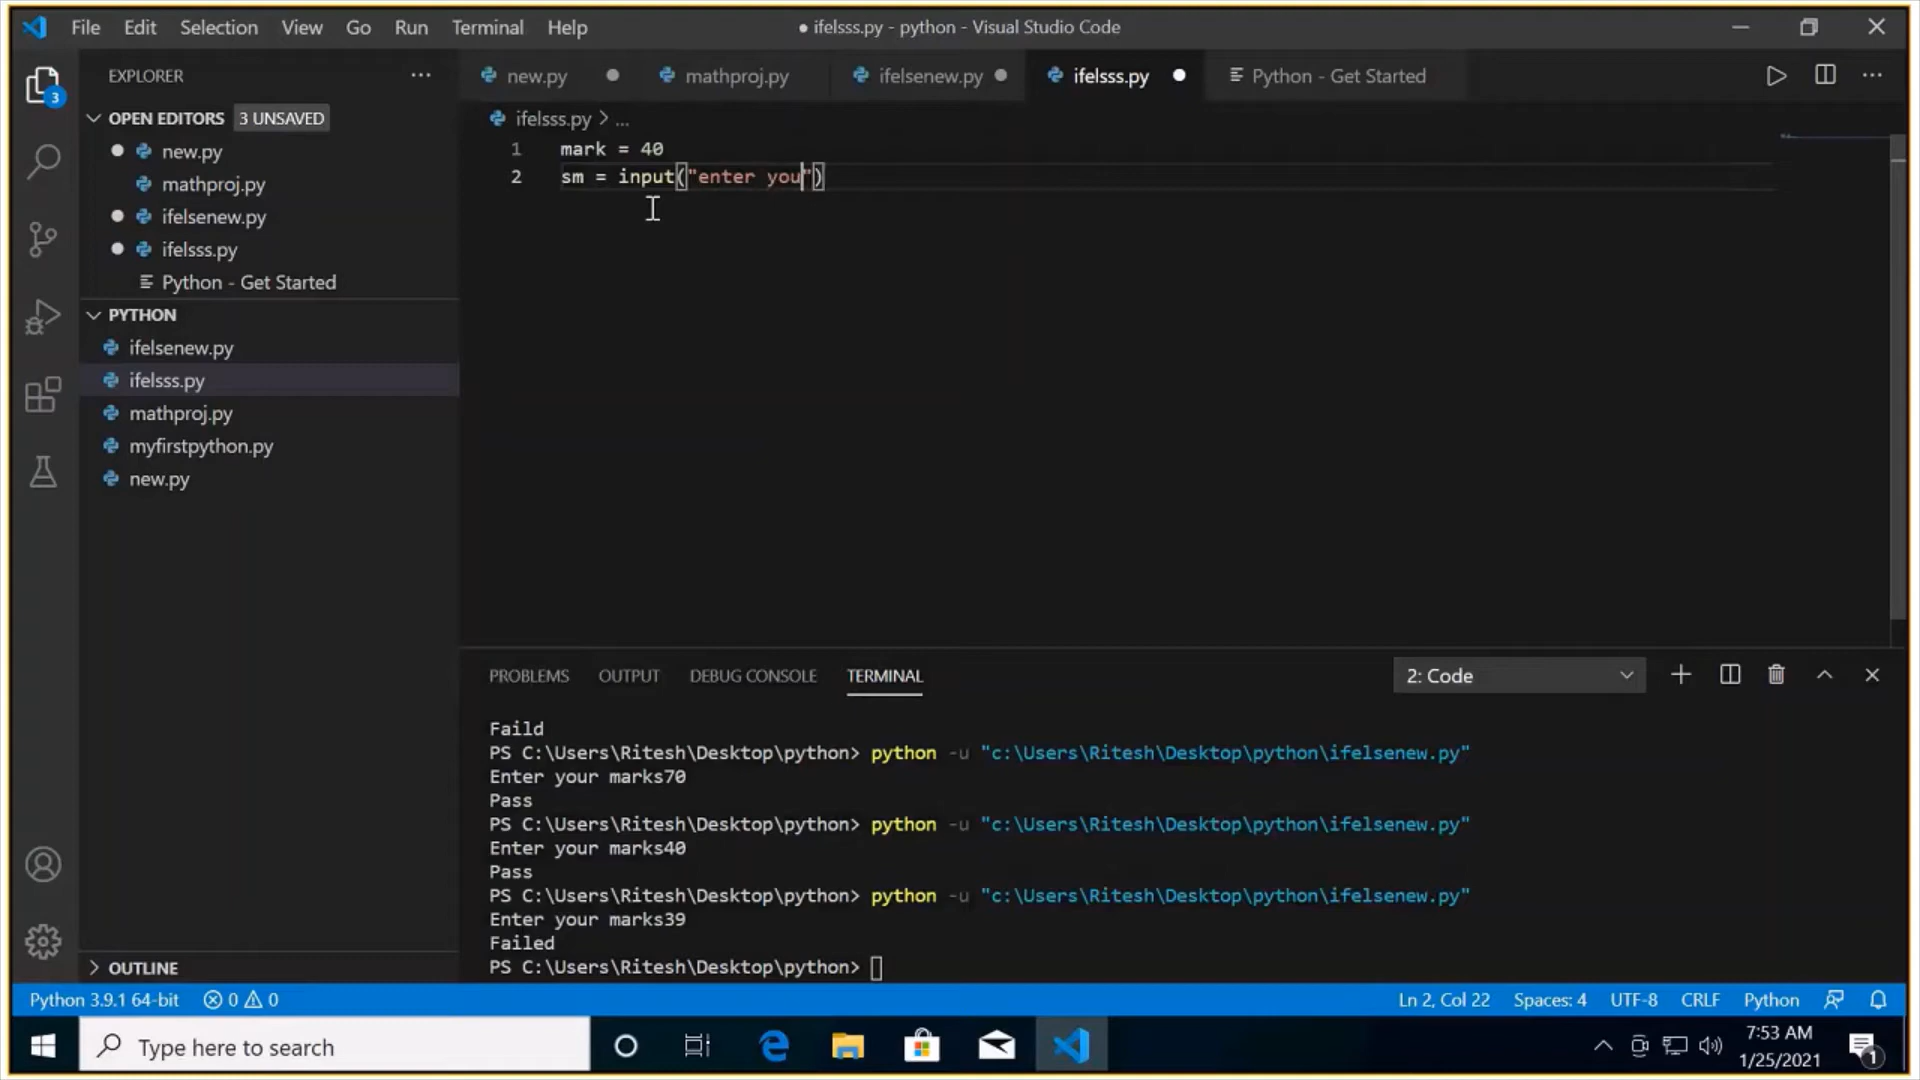 File Edit Selection View Go Run Terminal Help
● ifelsss.py - python - Visual Studio Code
EXPLORER
new.py
mathproj.py
ifelsenew.py
ifelsss.py
Python - Get Started
OPEN EDITORS 3 UNSAVED
new.py
mathproj.py
ifelsenew.py
ifelsss.py
Python - Get Started
PYTHON
ifelsenew.py
ifelsss.py
mathproj.py
myfirstpython.py
new.py
OUTLINE
3
ifelsss.py > ...
1 mark = 40
2 sm = input("enter you")
PROBLEMS OUTPUT DEBUG CONSOLE TERMINAL
2: Code
Faild
PS C:\Users\Ritesh\Desktop\python> python -u "c:\Users\Ritesh\Desktop\python\ifelsenew.py"
Enter your marks70
Pass
PS C:\Users\Ritesh\Desktop\python> python -u "c:\Users\Ritesh\Desktop\python\ifelsenew.py"
Enter your marks40
Pass
PS C:\Users\Ritesh\Desktop\python> python -u "c:\Users\Ritesh\Desktop\python\ifelsenew.py"
Enter your marks39
Failed
PS C:\Users\Ritesh\Desktop\python>
Python 3.9.1 64-bit 0 0
Ln 2, Col 22 Spaces: 4 UTF-8 CRLF Python
Type here to search
7:53 AM
1/25/2021
1